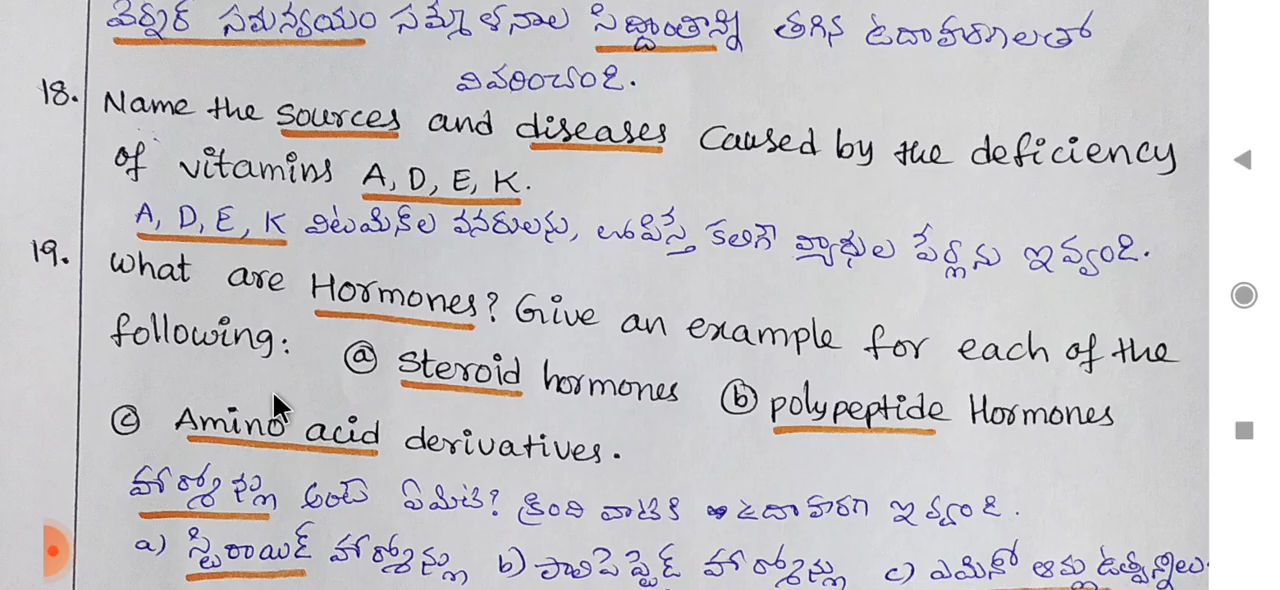 వెర్నర్ సమన్వయం సమ్మేళనాల సిద్ధాంతాన్ని తగిన ఉదాహరణలతో
వివరించండి.
18. Name the sources and diseases caused by the deficiency
of vitamins A, D, E, K.
A, D, E, K విటమిన్‌ల వనరులను, లోపిస్తే కలిగే వ్యాధుల పేర్లను ఇవ్వండి.
19. What are Hormones? Give an example for each of the
following: ⓐ Steroid hormones ⓑ polypeptide Hormones
ⓒ Amino acid derivatives.
హార్మోన్లు అంటే ఏమిటి? క్రింది వాటికి ఉదాహరణ ఇవ్వండి.
a) స్టిరాయిడ్ హార్మోన్లు b) పాలిపెప్టైడ్ హార్మోన్లు c) ఎమినో ఆమ్ల ఉత్పన్నాలు.